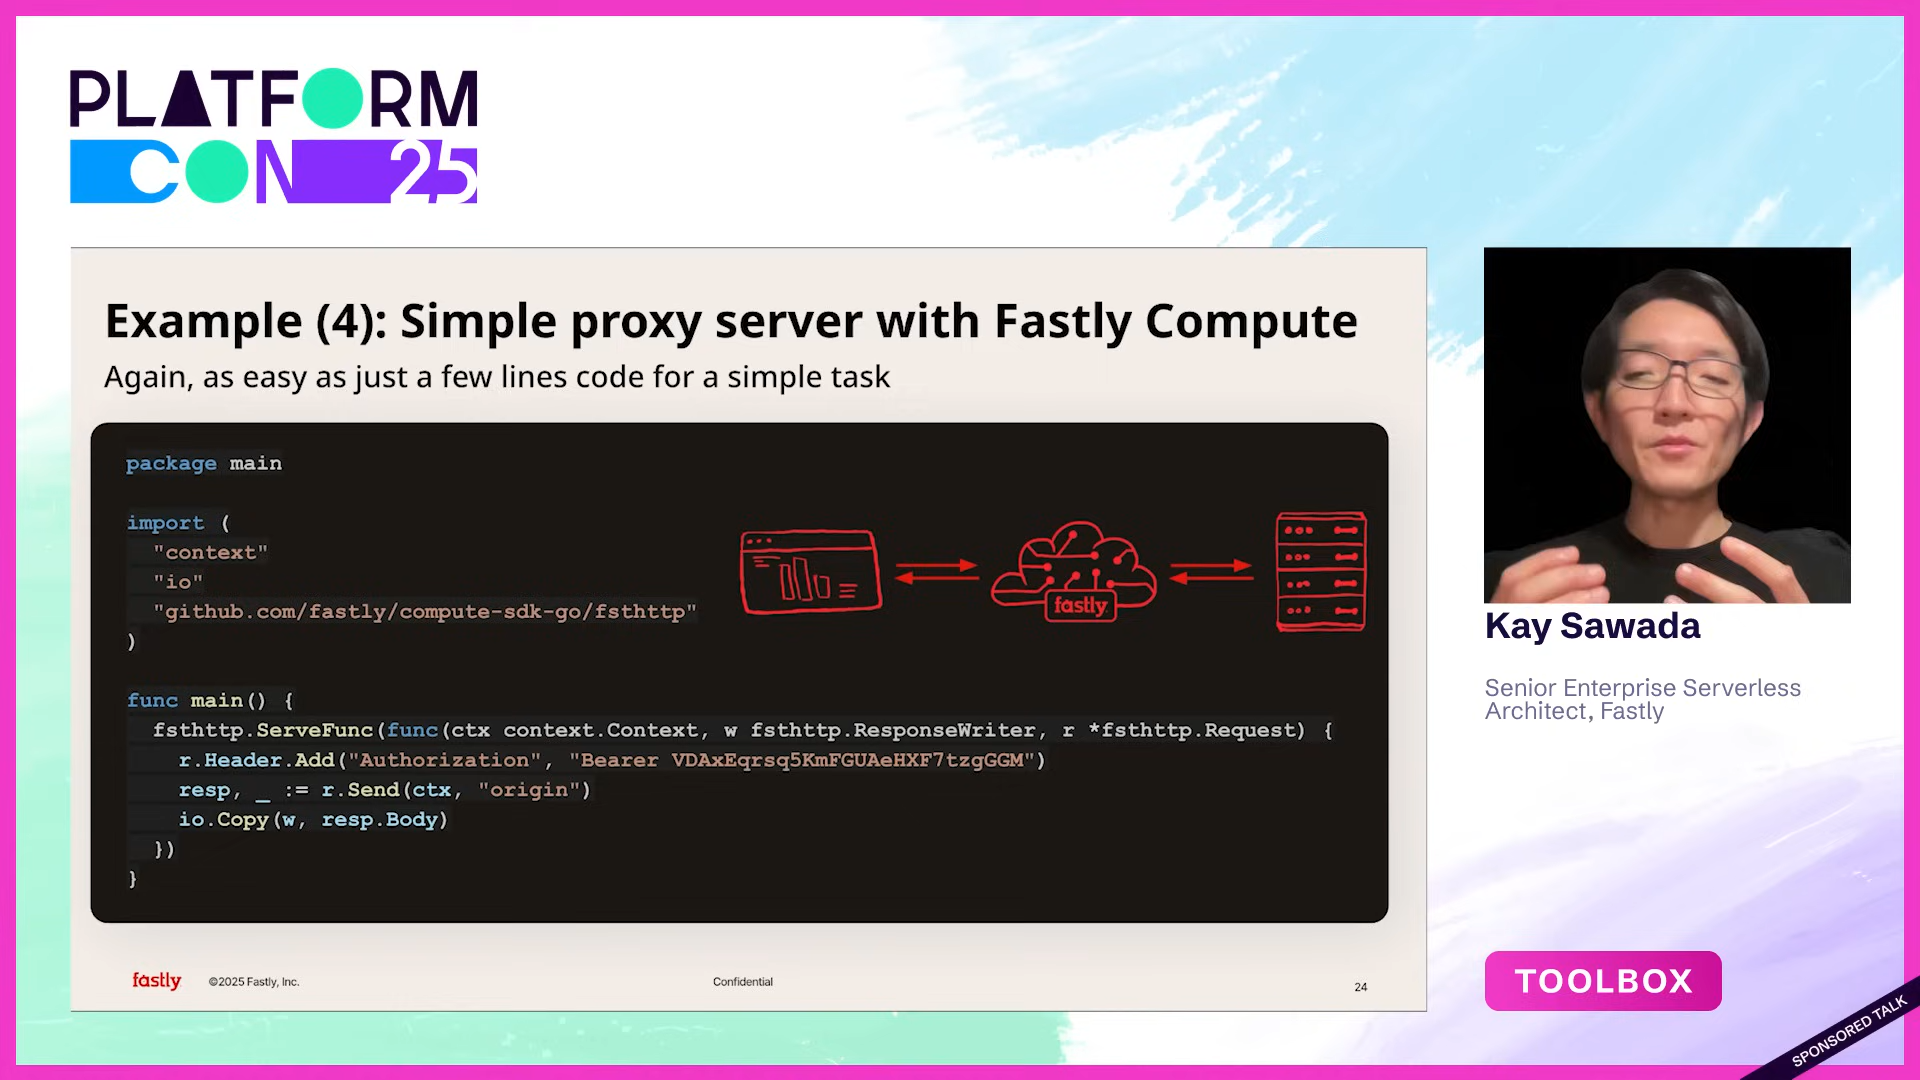 PLATFORM
CON 25
Example (4): Simple proxy server with Fastly Compute
Again, as easy as just a few lines code for a simple task
package main
import (
"context"
"io"
"github.com/fastly/compute-sdk-go/fsthttp"
)
func main() {
fsthttp.ServeFunc(func(ctx context.Context, w fsthttp.ResponseWriter, r *fsthttp.Request) {
r.Header.Add("Authorization", "Bearer VDAxEqrsq5KmFGUAeHXF7tzgGGM")
resp, _ := r.Send(ctx, "origin")
io.Copy(w, resp.Body)
})
}
fastly
fastly
©2025 Fastly, Inc.
Confidential
24
Kay Sawada
Senior Enterprise Serverless
Architect, Fastly
TOOLBOX
SPONSORED TALK